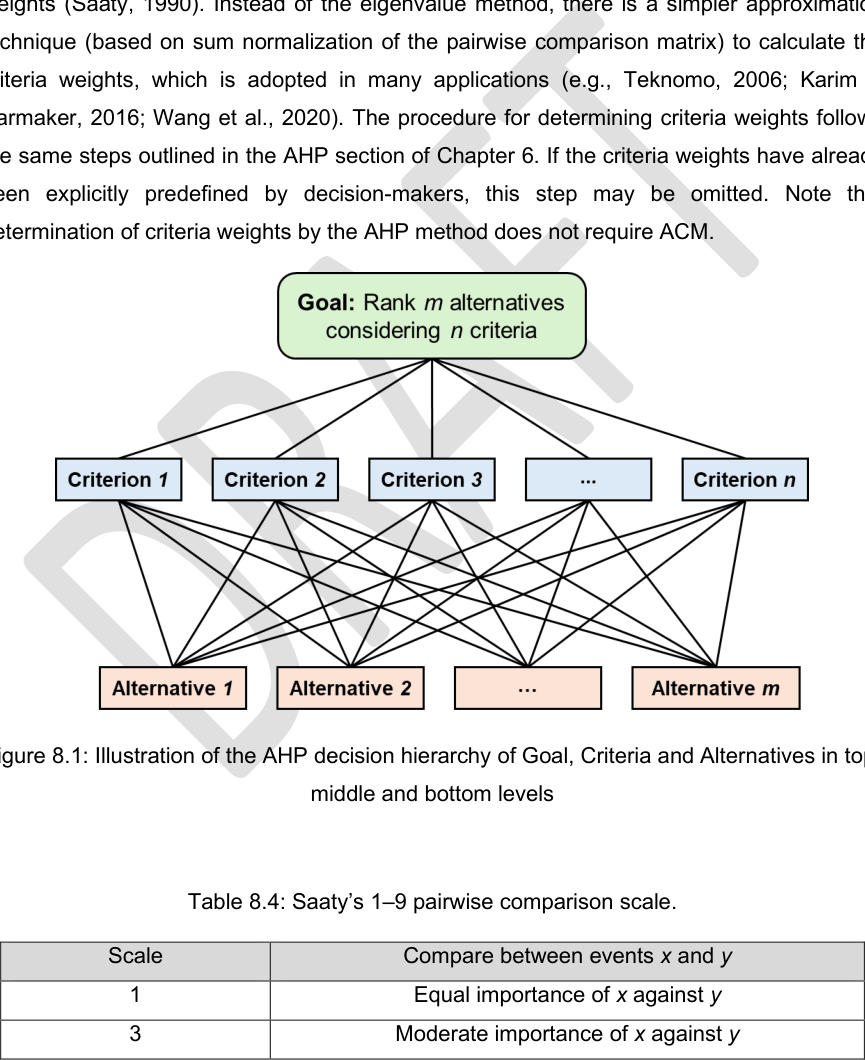 eights (Saaty, 1990). Instead of the eigenvalue method, there is a simpler approximatio
chnique (based on sum normalization of the pairwise comparison matrix) to calculate th
iteria weights, which is adopted in many applications (e.g., Teknomo, 2006; Karim
armaker, 2016; Wang et al., 2020). The procedure for determining criteria weights follow
e same steps outlined in the AHP section of Chapter 6. If the criteria weights have alread
een explicitly predefined by decision-makers, this step may be omitted. Note th
etermination of criteria weights by the AHP method does not require ACM.
DRAFT
Goal: Rank m alternatives
considering n criteria
Criterion 1 Criterion 2 Criterion 3 ... Criterion n
Alternative 1 Alternative 2 ... Alternative m
igure 8.1: Illustration of the AHP decision hierarchy of Goal, Criteria and Alternatives in top
middle and bottom levels
Table 8.4: Saaty’s 1–9 pairwise comparison scale.
Scale Compare between events x and y
1 Equal importance of x against y
3 Moderate importance of x against y